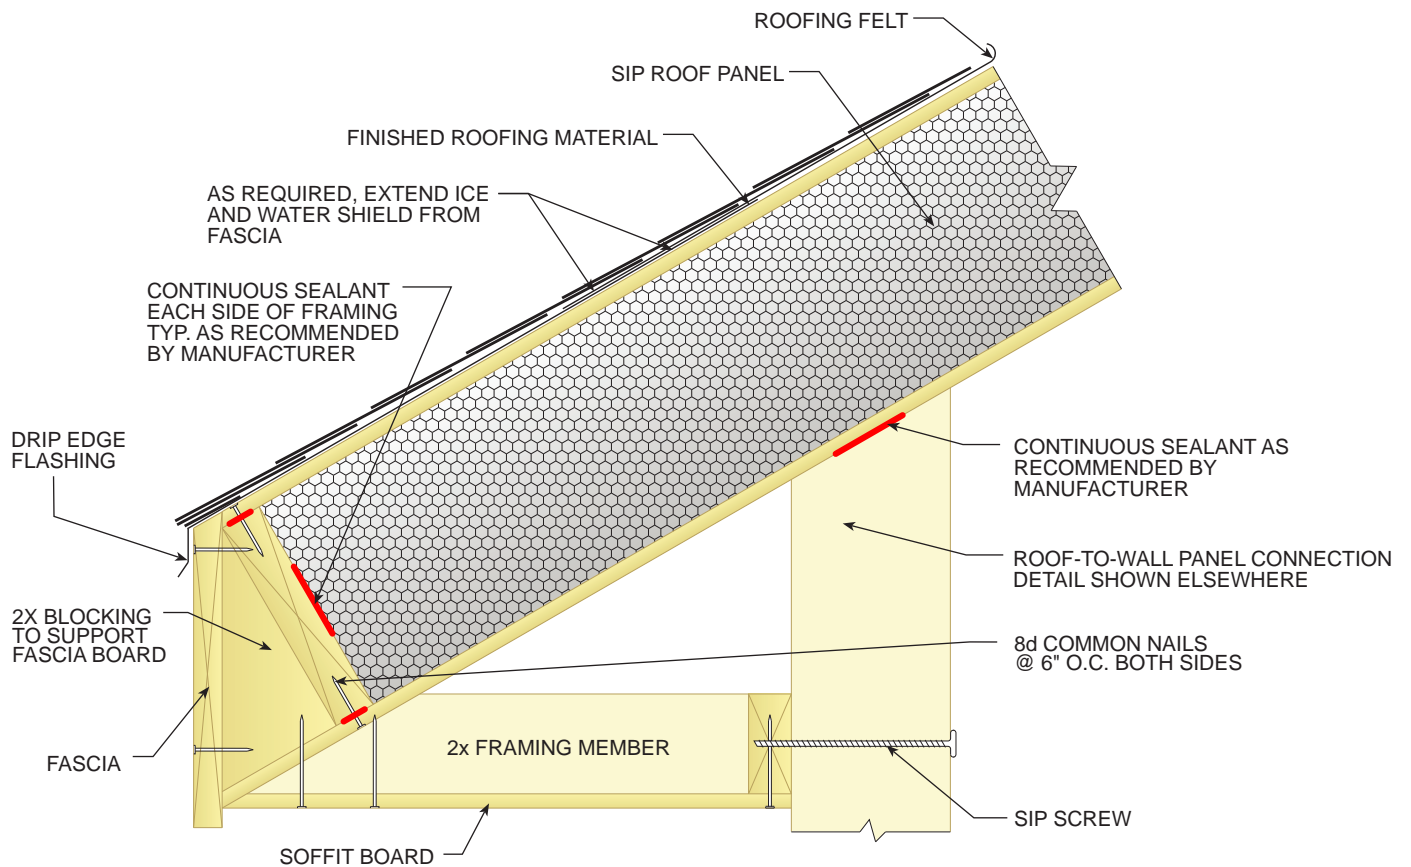 ROOFING FELT
SIP ROOF PANEL
FINISHED ROOFING MATERIAL
AS REQUIRED, EXTEND ICE
AND WATER SHIELD FROM
FASCIA
CONTINUOUS SEALANT
EACH SIDE OF FRAMING
TYP. AS RECOMMENDED
BY MANUFACTURER
DRIP EDGE
FLASHING
CONTINUOUS SEALANT AS
RECOMMENDED BY
MANUFACTURER
ROOF-TO-WALL PANEL CONNECTION
DETAIL SHOWN ELSEWHERE
2X BLOCKING
TO SUPPORT
FASCIA BOARD
8d COMMON NAILS
@ 6" O.C. BOTH SIDES
2x FRAMING MEMBER
FASCIA
SIP SCREW
SOFFIT BOARD